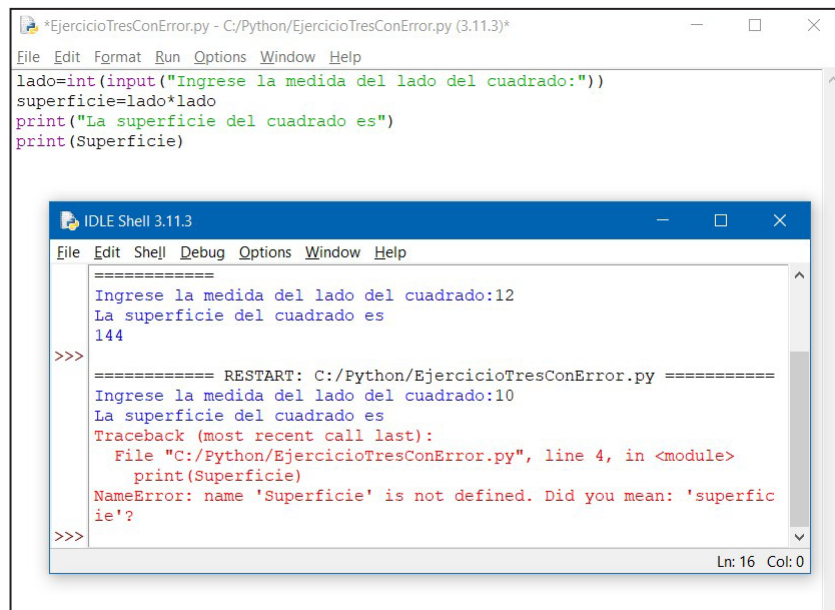 *EjercicioTresConError.py - C:/Python/EjercicioTresConError.py (3.11.3)*
File Edit Format Run Options Window Help
lado=int(input("Ingrese la medida del lado del cuadrado:"))
superficie=lado*lado
print("La superficie del cuadrado es")
print(Superficie)
IDLE Shell 3.11.3
File Edit Shell Debug Options Window Help
============
Ingrese la medida del lado del cuadrado:12
La superficie del cuadrado es
144
>>>
============ RESTART: C:/Python/EjercicioTresConError.py ===========
Ingrese la medida del lado del cuadrado:10
La superficie del cuadrado es
Traceback (most recent call last):
  File "C:/Python/EjercicioTresConError.py", line 4, in <module>
    print(Superficie)
NameError: name 'Superficie' is not defined. Did you mean: 'superfic
ie'?
>>>
Ln: 16 Col: 0